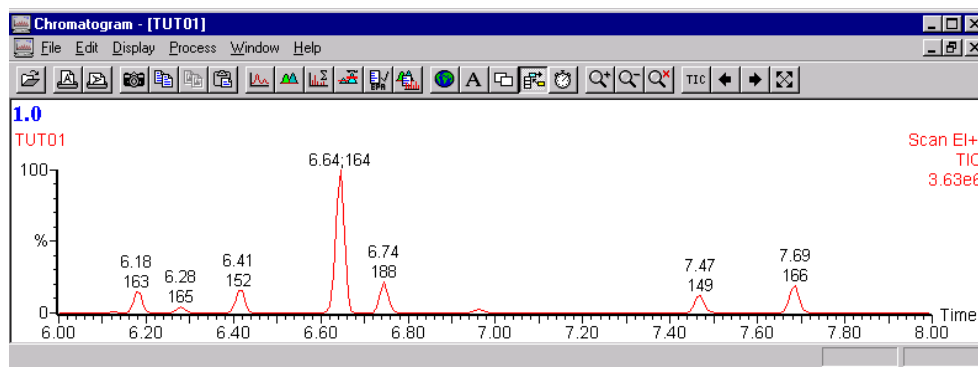 Chromatogram - [TUT01]
File Edit Display Process Window Help
EPR A TIC
1.0
TUT01
Scan EI+
TIC
3.63e6
100
%
0
6.64;164
6.18
163
6.28
165
6.41
152
6.74
188
7.47
149
7.69
166
6.00 6.20 6.40 6.60 6.80 7.00 7.20 7.40 7.60 7.80 8.00 Time